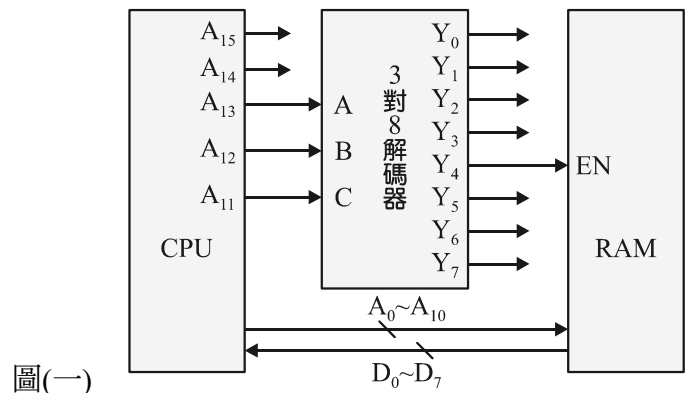 A15
A14
A13
A12
A11
CPU
A
B
C
3對8解碼器
Y0
Y1
Y2
Y3
Y4
Y5
Y6
Y7
EN
RAM
A0~A10
D0~D7
圖(一)